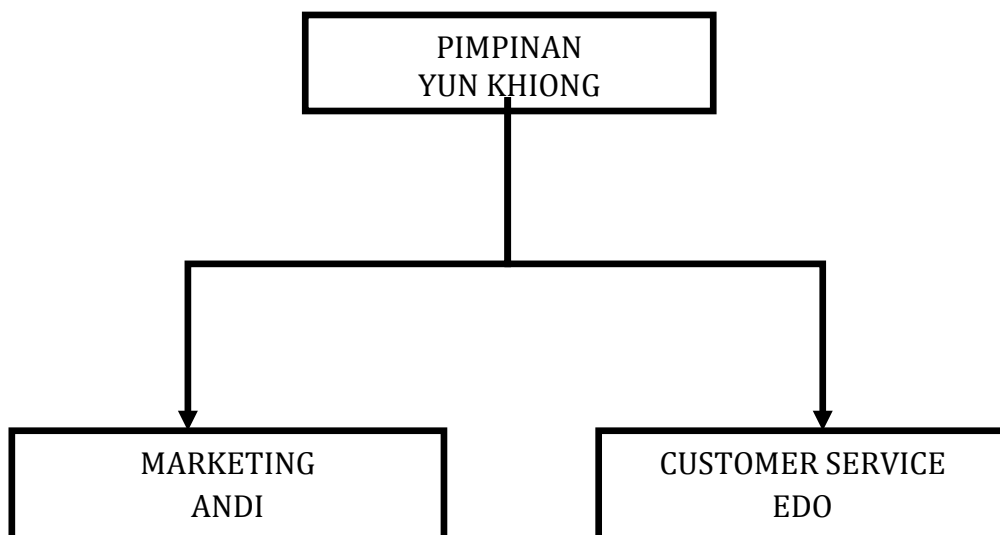 PIMPINAN
YUN KHIONG
MARKETING
ANDI
CUSTOMER SERVICE
EDO